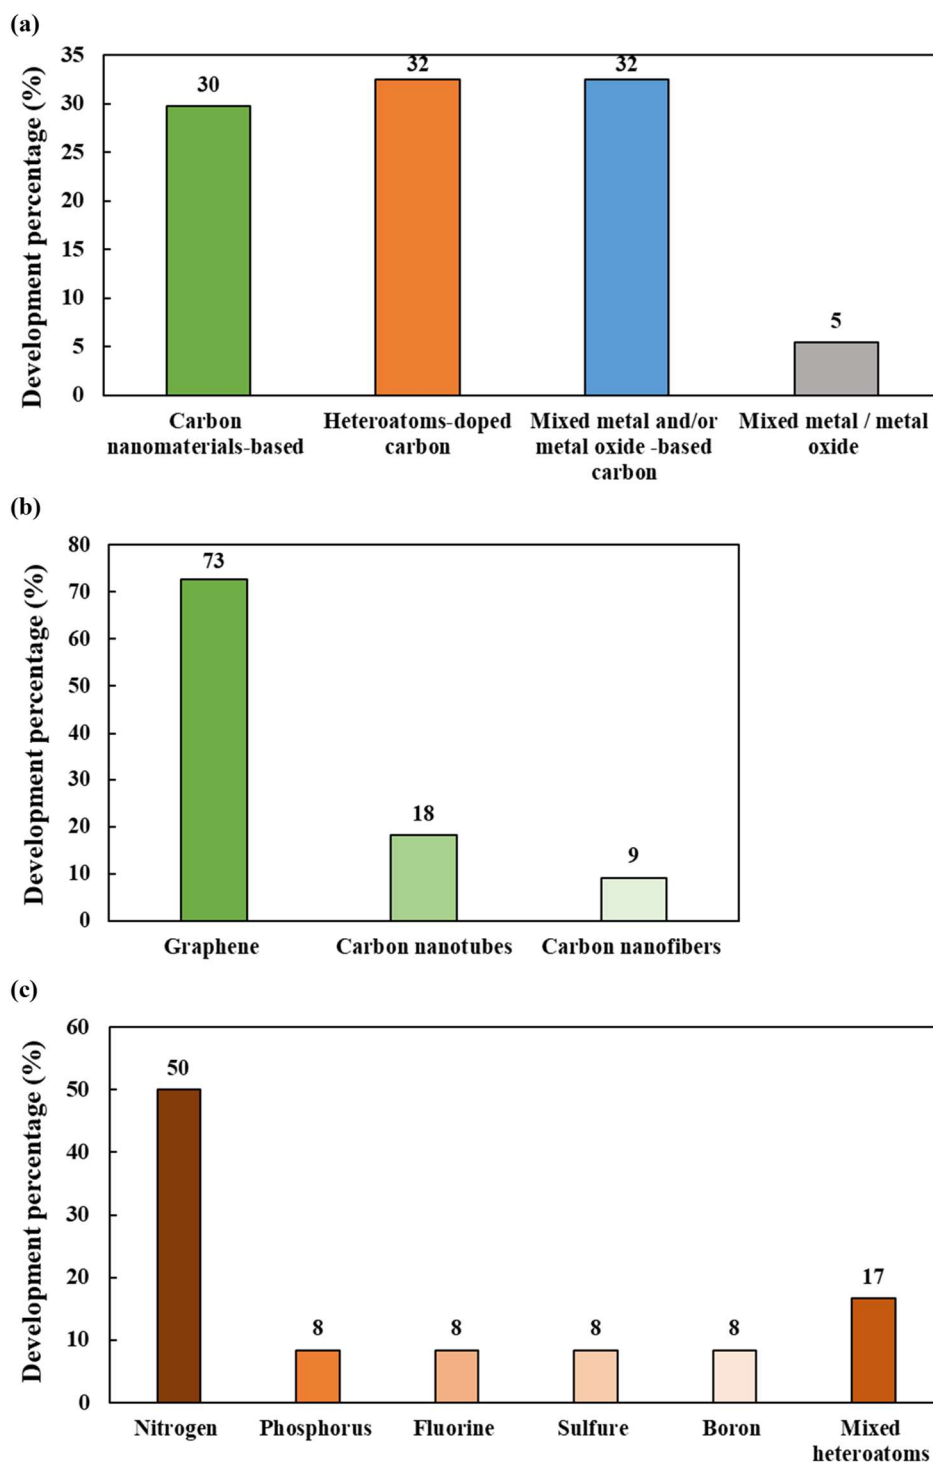 (a)
Development percentage (%)
35
30
25
20
15
10
5
0
30
32
32
5
Carbon
nanomaterials-based
Heteroatoms-doped
carbon
Mixed metal and/or
metal oxide -based
carbon
Mixed metal / metal
oxide
(b)
Development percentage (%)
80
70
60
50
40
30
20
10
0
73
18
9
Graphene
Carbon nanotubes
Carbon nanofibers
(c)
Development percentage (%)
60
50
40
30
20
10
0
50
8
8
8
8
17
Nitrogen
Phosphorus
Fluorine
Sulfure
Boron
Mixed
heteroatoms